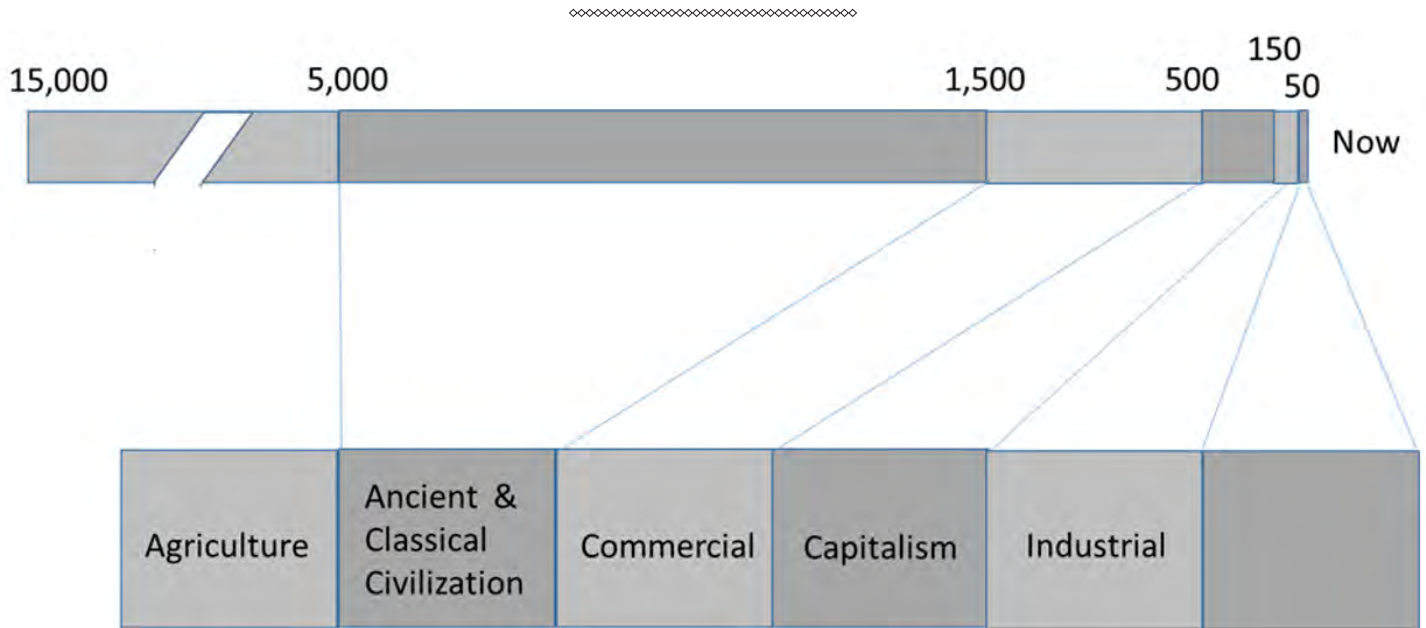 15,000
5,000
1,500
500
150
50
Now
Agriculture
Ancient &
Classical
Civilization
Commercial
Capitalism
Industrial